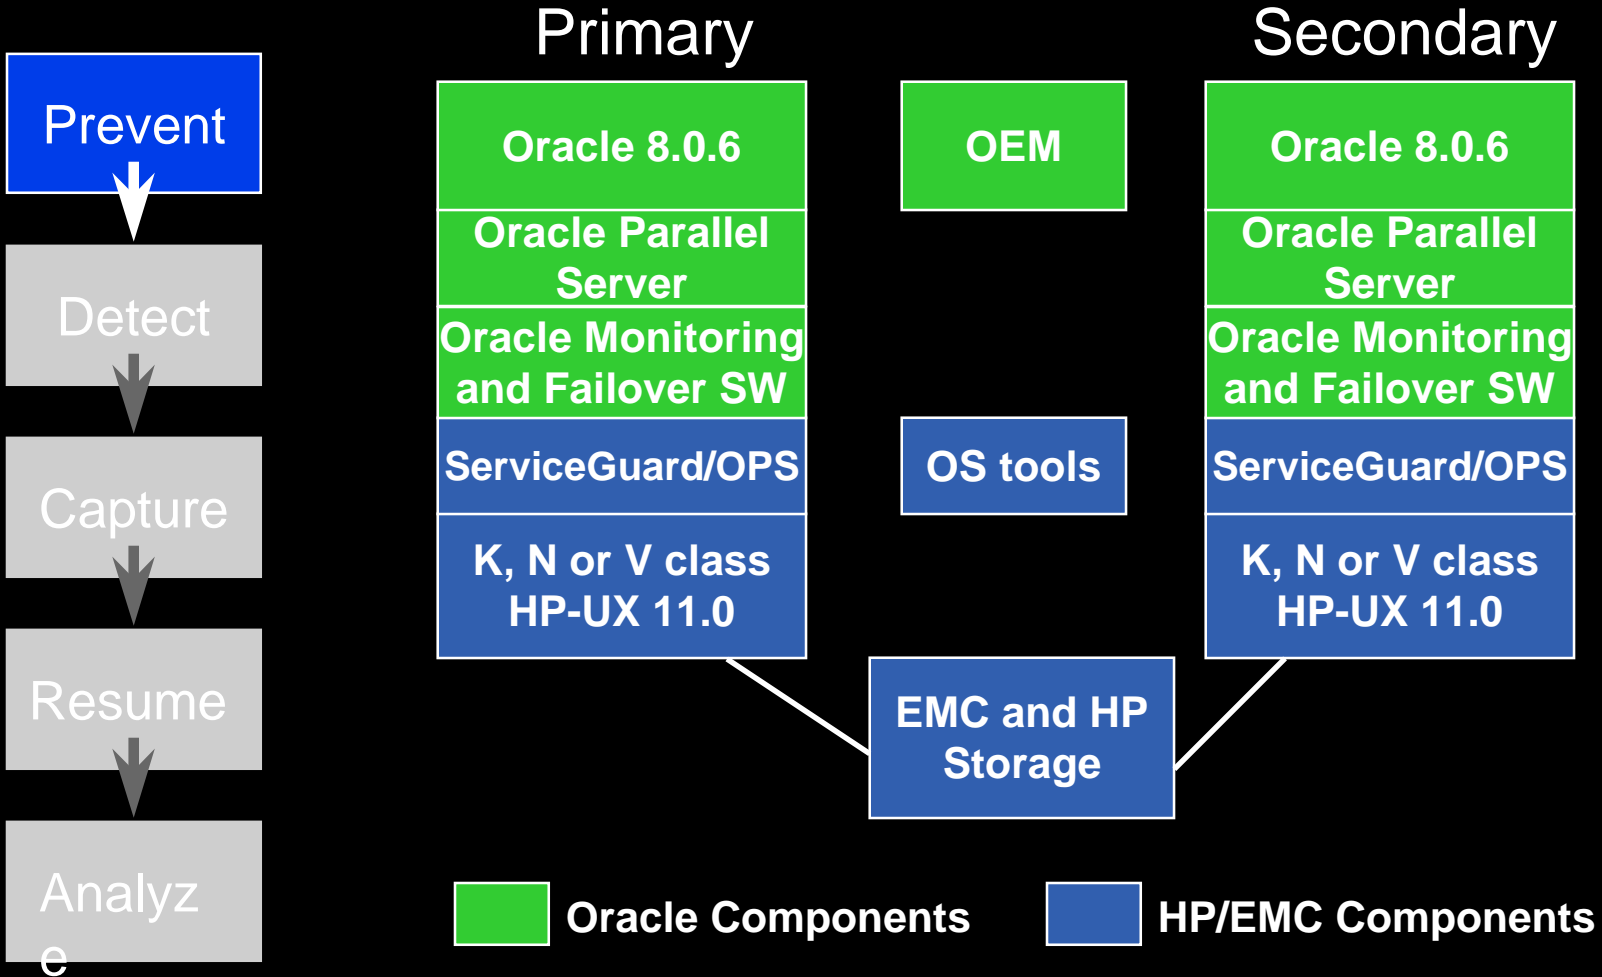 Primary
Secondary
Prevent
Detect
Capture
Resume
Analyz
e
Oracle 8.0.6
Oracle Parallel
Server
Oracle Monitoring
and Failover SW
ServiceGuard/OPS
K, N or V class
HP-UX 11.0
OEM
OS tools
EMC and HP
Storage
Oracle 8.0.6
Oracle Parallel
Server
Oracle Monitoring
and Failover SW
ServiceGuard/OPS
K, N or V class
HP-UX 11.0
Oracle Components
HP/EMC Components